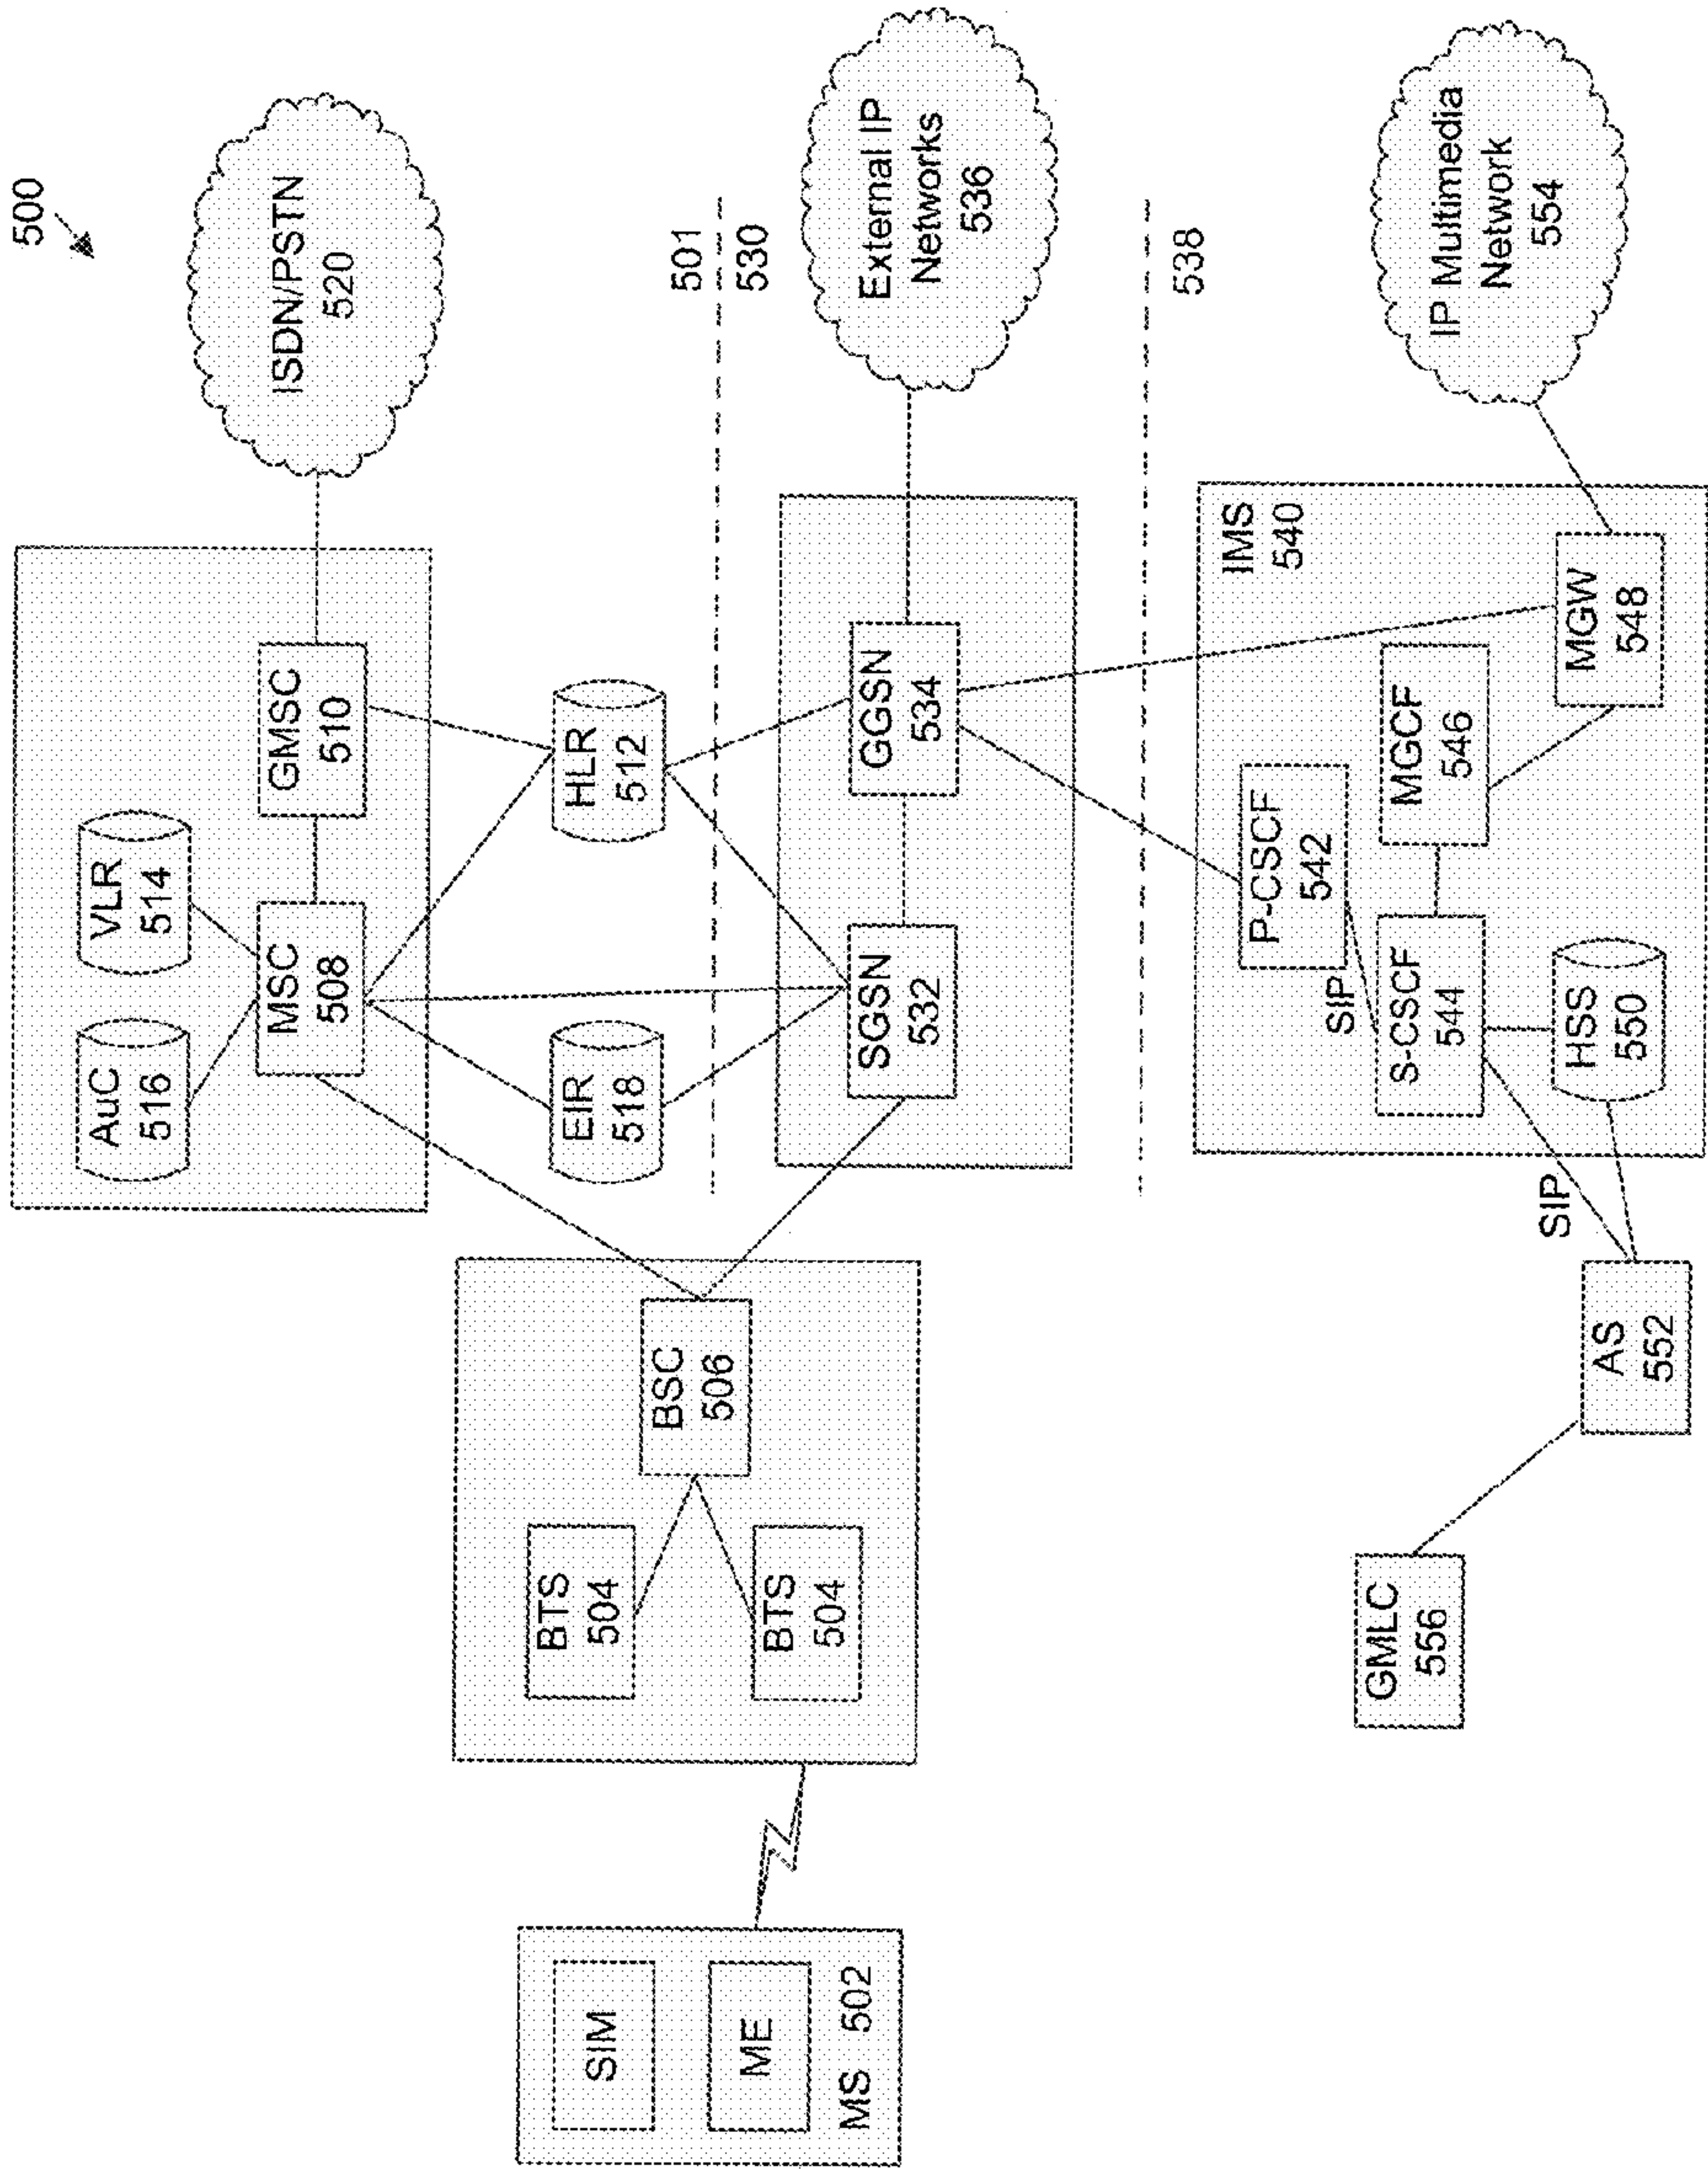 500
AuC
516
VLR
514
MSC
508
GMSC
510
ISDN/PSTN
520
EIR
518
HLR
512
501
530
SIM
ME
MS 502
BTS
504
BTS
504
BSC
506
SGSN
532
GGSN
534
External IP
Networks
536
538
IMS
540
P-CSCF
542
SIP
S-CSCF
544
MGCF
546
HSS
550
MGW
548
IP Multimedia
Network
554
SIP
AS
552
GMLC
556